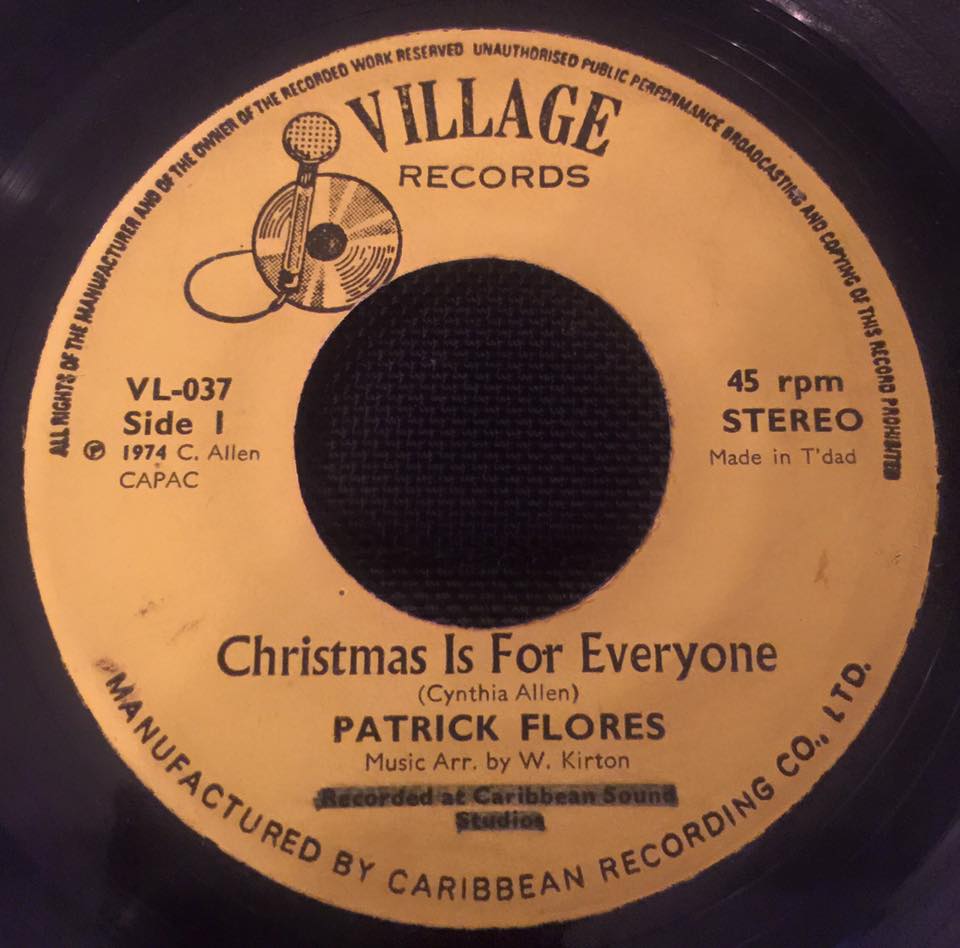 ALL RIGHTS OF THE MANUFACTURER AND OF THE OWNER OF THE RECORDED WORK RESERVED UNAUTHORISED PUBLIC PERFORMANCE BROADCASTING AND COPYING OF THIS RECORD PROHIBITED
VILLAGE
RECORDS
VL-037
Side 1
℗ 1974 C. Allen
CAPAC
45 rpm
STEREO
Made in T'dad
Christmas Is For Everyone
(Cynthia Allen)
PATRICK FLORES
Music Arr. by W. Kirton
Recorded at Caribbean Sound
Studios
MANUFACTURED BY CARIBBEAN RECORDING CO., LTD.